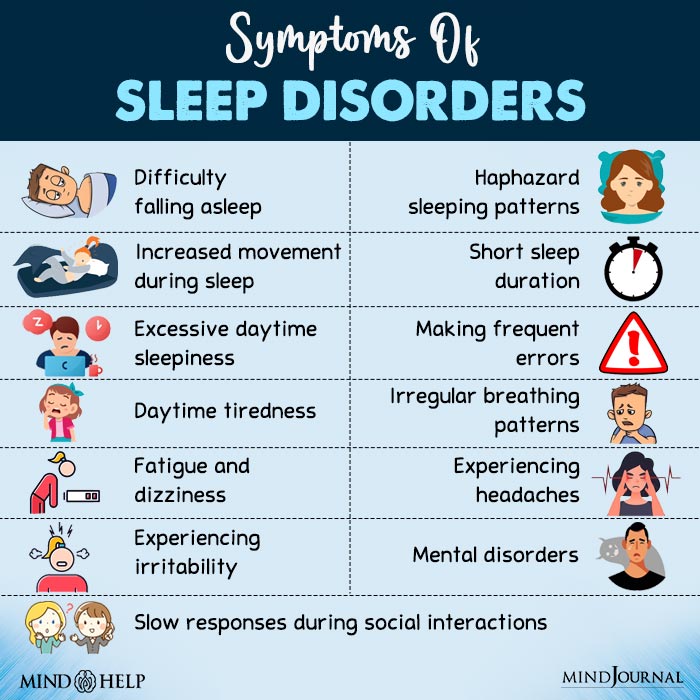 Symptoms Of
SLEEP DISORDERS
Difficulty
falling asleep
Haphazard
sleeping patterns
Increased movement
during sleep
Short sleep
duration
Z
Excessive daytime
sleepiness
C
Making frequent
errors
!
Daytime tiredness
Irregular breathing
patterns
Fatigue and
dizziness
Experiencing
headaches
Experiencing
irritability
Mental disorders
?
Slow responses during social interactions
MIND HELP
MINDJOURNAL